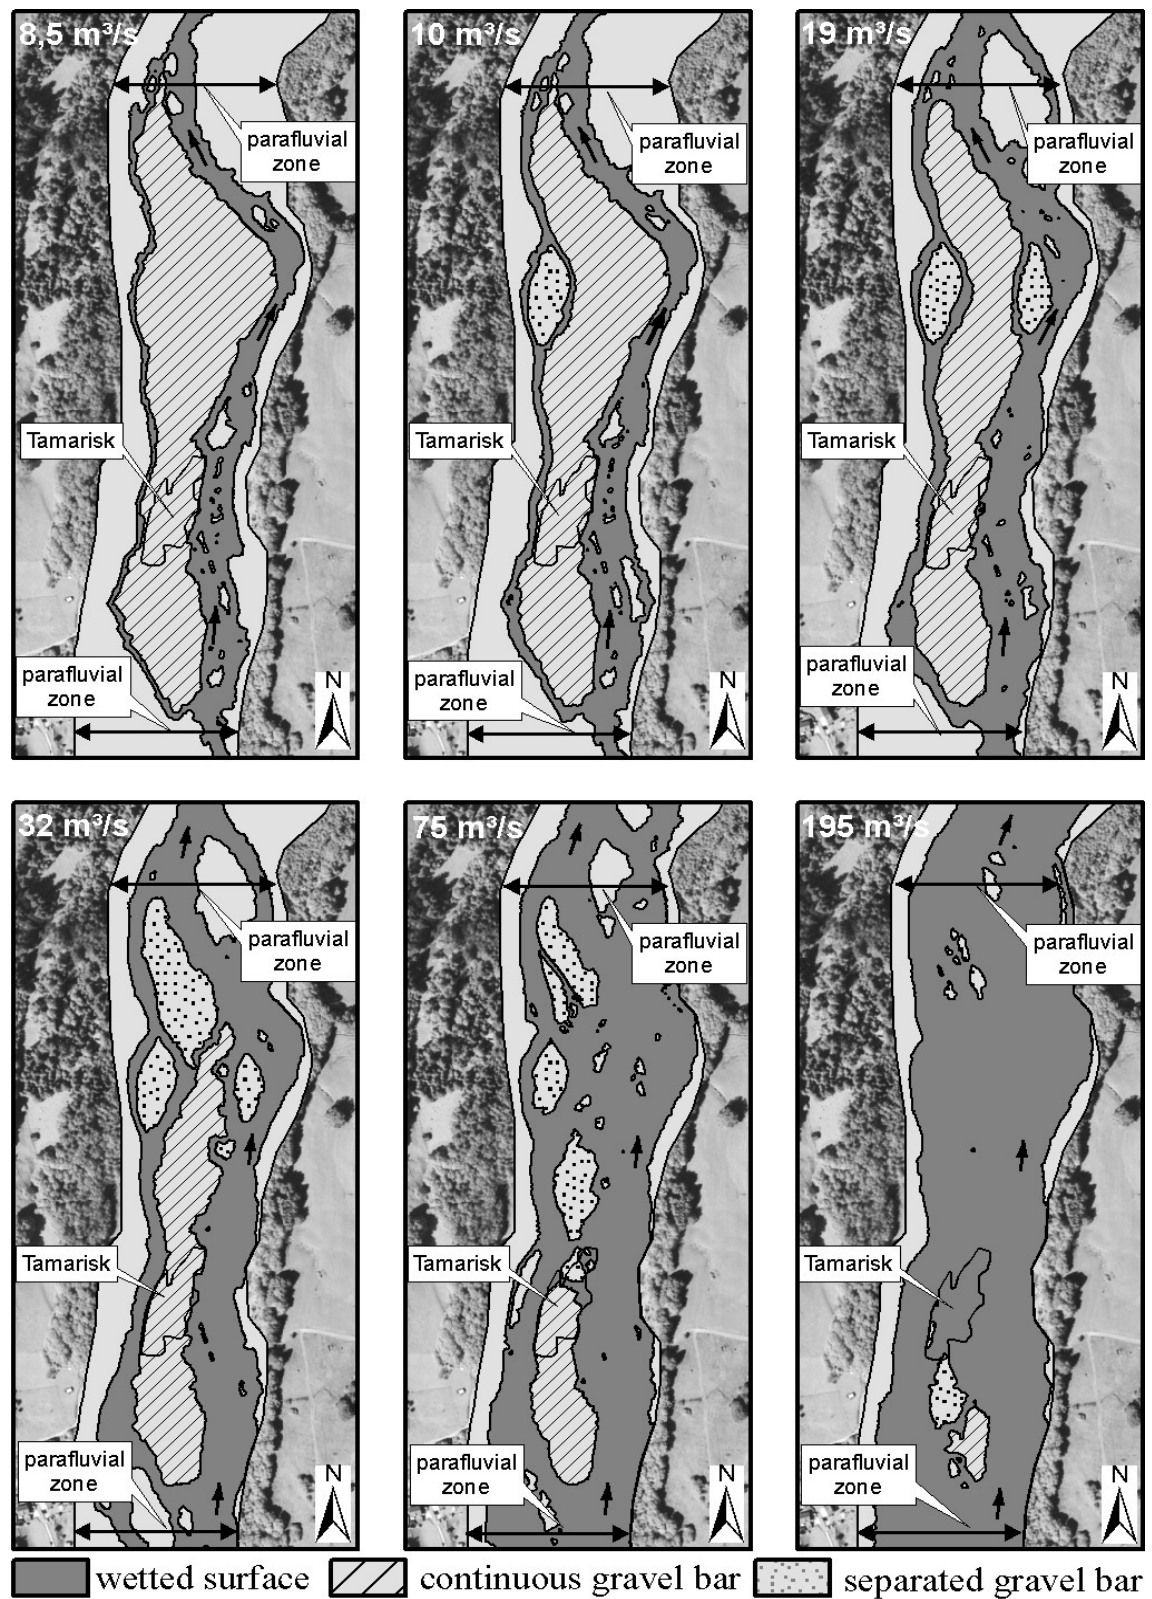 8,5 m³/s
parafluvial
zone
Tamarisk
parafluvial
zone
N
10 m³/s
parafluvial
zone
Tamarisk
parafluvial
zone
N
19 m³/s
parafluvial
zone
Tamarisk
parafluvial
zone
N
32 m³/s
parafluvial
zone
Tamarisk
parafluvial
zone
N
75 m³/s
parafluvial
zone
Tamarisk
parafluvial
zone
N
195 m³/s
parafluvial
zone
Tamarisk
parafluvial
zone
N
wetted surface
continuous gravel bar
separated gravel bar